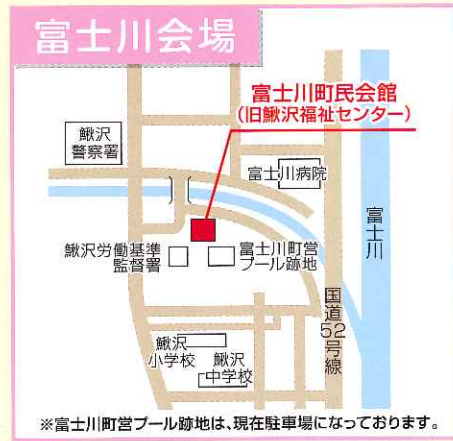 富士川会場
富士川町民会館
(旧鰍沢福祉センター)
鰍沢
警察署
富士川病院
富士川
鰍沢労働基準
監督署
富士川町営
プール跡地
国道52号線
鰍沢
小学校
鰍沢
中学校
※富士川町営プール跡地は、現在駐車場になっております。